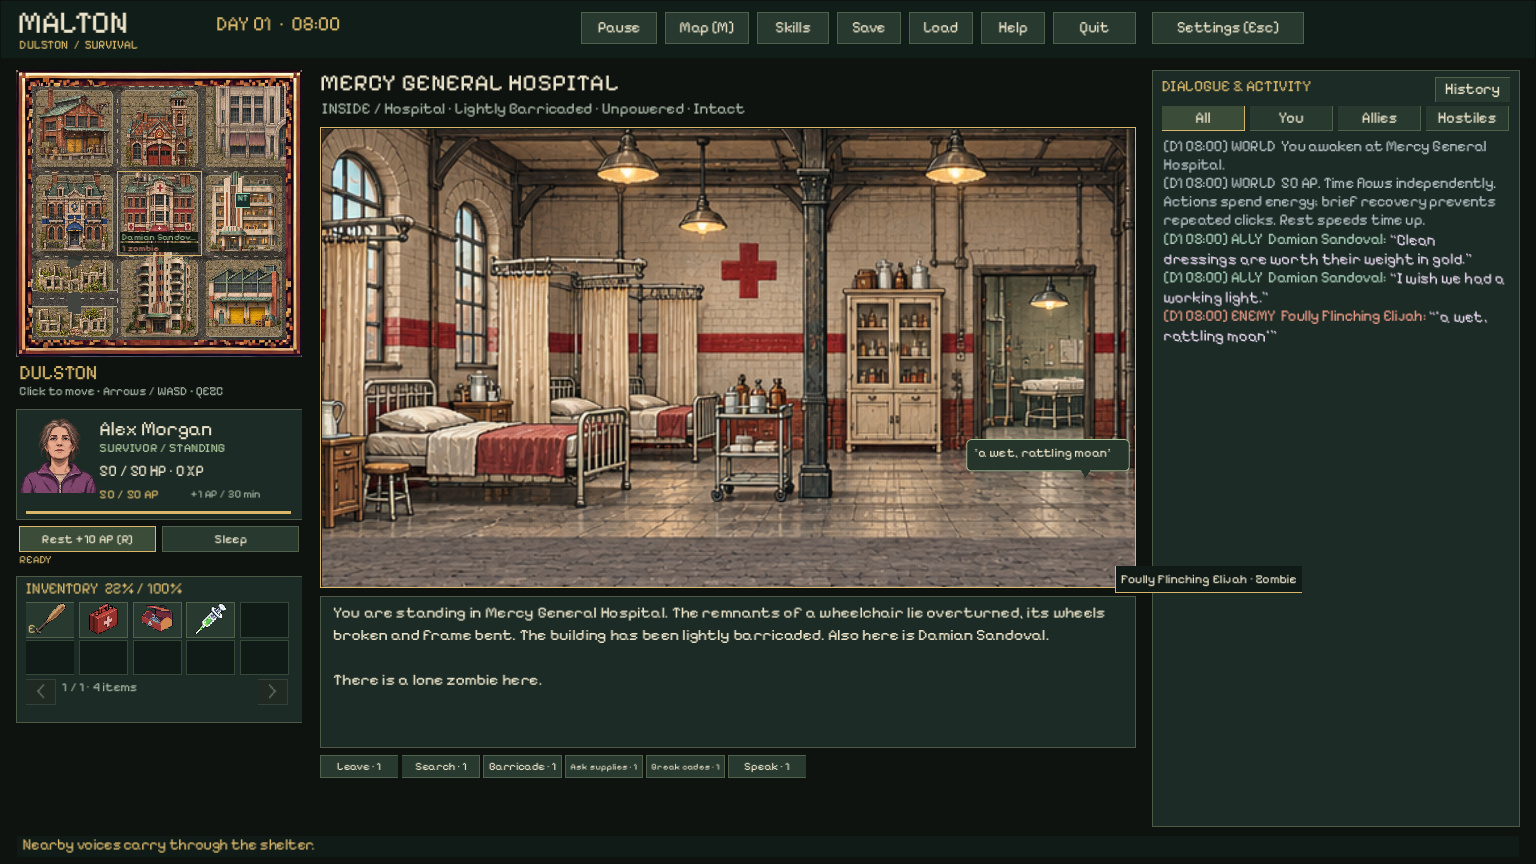 MALTON
DULSTON / SURVIVAL
DAY 01 · 08:00
Pause
Map (M)
Skills
Save
Load
Help
Quit
Settings (Esc)
NT
Damian Sandov...
1 zombie
DULSTON
Click to move · Arrows / WASD · QEZC
Alex Morgan
SURVIVOR / STANDING
50 / 50 HP · 0 XP
50 / 50 AP
+1 AP / 30 min
Rest +10 AP (R)
Sleep
READY
INVENTORY 22% / 100%
E
1 / 1 · 4 items
MERCY GENERAL HOSPITAL
INSIDE / Hospital · Lightly Barricaded · Unpowered · Intact
'a wet, rattling moan'
Foully Flinching Elijah · Zombie
You are standing in Mercy General Hospital. The remnants of a wheelchair lie overturned, its wheels
broken and frame bent. The building has been lightly barricaded. Also here is Damian Sandoval.
There is a lone zombie here.
Leave · 1
Search · 1
Barricade · 1
Ask supplies · 1
Break cades · 1
Speak · 1
DIALOGUE & ACTIVITY
History
All
You
Allies
Hostiles
[D1 08:00] WORLD You awaken at Mercy General
Hospital.
[D1 08:00] WORLD 50 AP. Time flows independently.
Actions spend energy; brief recovery prevents
repeated clicks. Rest speeds time up.
[D1 08:00] ALLY Damian Sandoval: “Clean
dressings are worth their weight in gold.”
[D1 08:00] ALLY Damian Sandoval: “I wish we had a
working light.”
[D1 08:00] ENEMY Foully Flinching Elijah: “'a wet,
rattling moan'”
Nearby voices carry through the shelter.